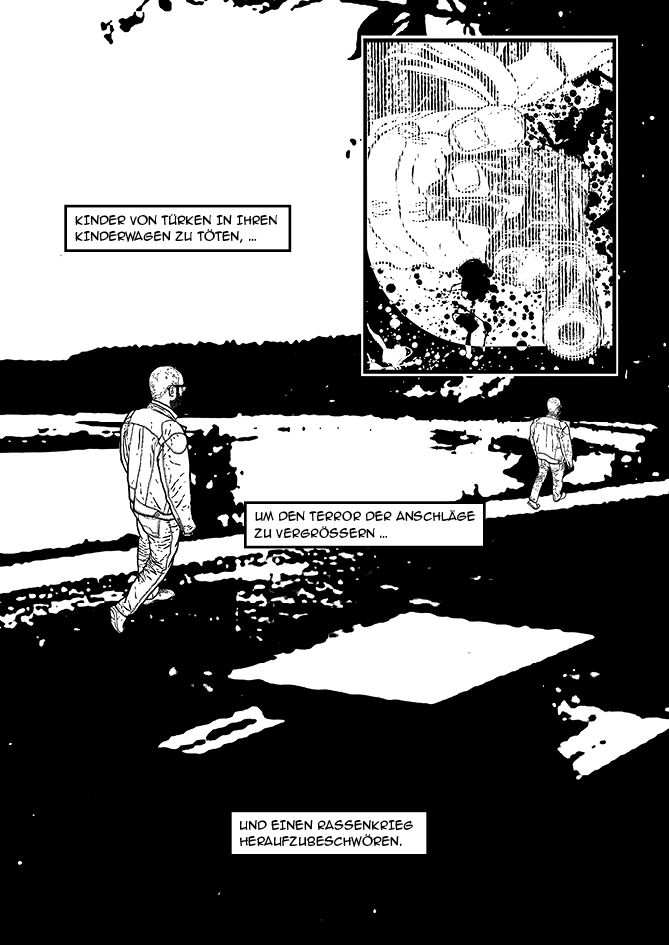 KINDER VON TÜRKEN IN IHREN
KINDERWAGEN ZU TÖTEN, ...
UM DEN TERROR DER ANSCHLÄGE
ZU VERGRÖSSERN ...
UND EINEN RASSENKRIEG
HERAUFZUBESCHWÖREN.